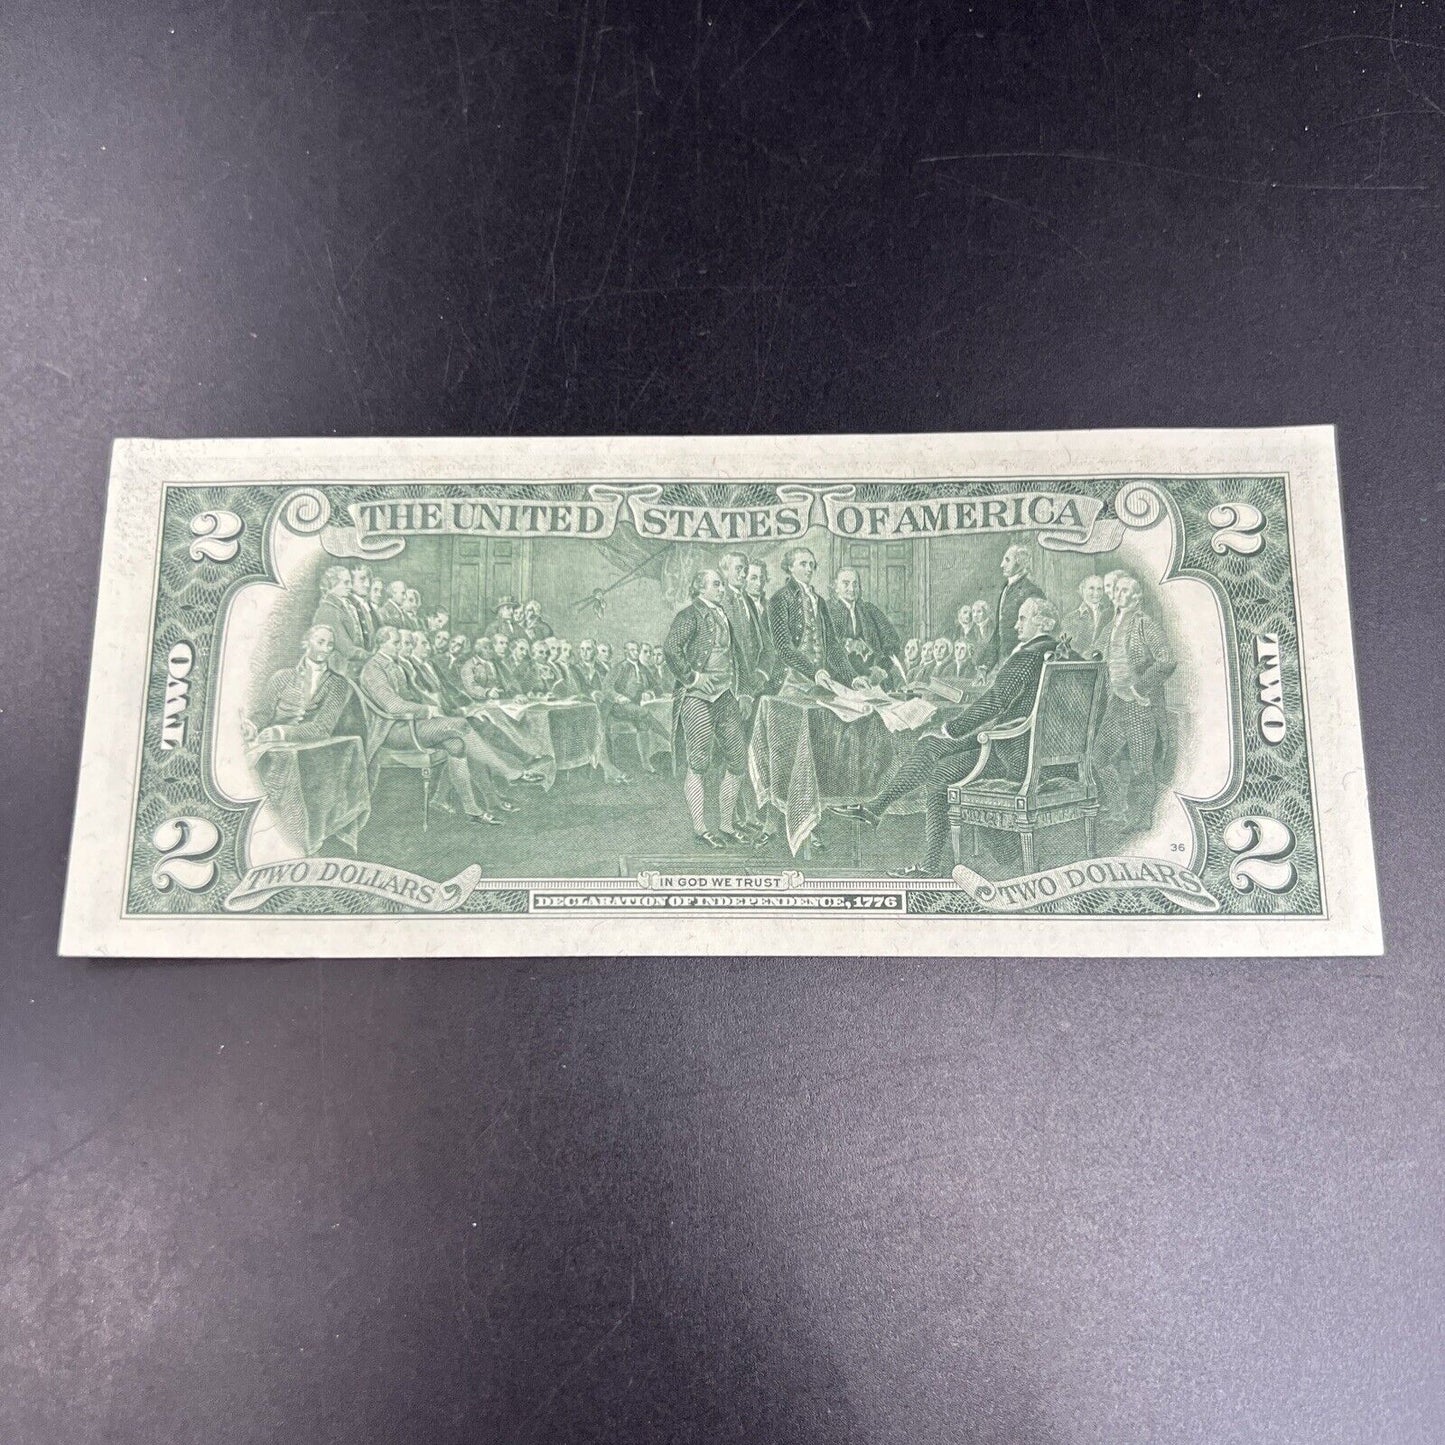 THE UNITED STATES OF AMERICA
2
2
TWO
TWO
2
2
36
TWO DOLLARS
IN GOD WE TRUST
TWO DOLLARS
DECLARATION OF INDEPENDENCE, 1776